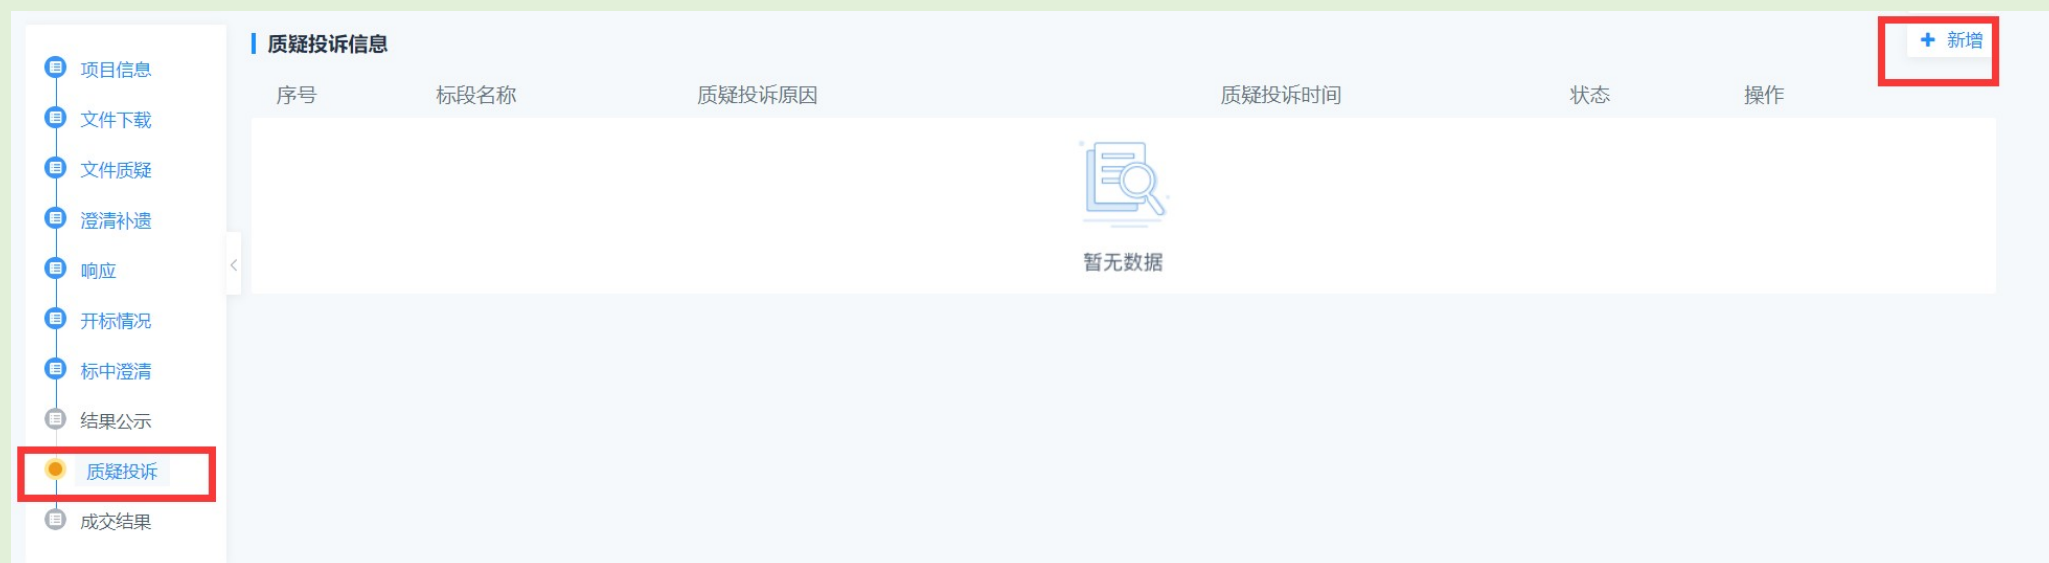 项目信息
文件下载
文件质疑
澄清补遗
响应
开标情况
标中澄清
结果公示
质疑投诉
成交结果
质疑投诉信息
新增
序号 标段名称 质疑投诉原因 质疑投诉时间 状态 操作
暂无数据